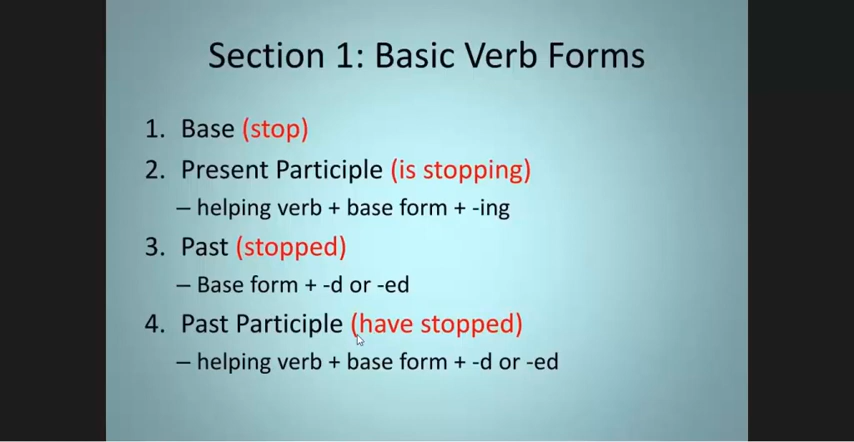 Section 1: Basic Verb Forms
1. Base (stop)
2. Present Participle (is stopping)
– helping verb + base form + -ing
3. Past (stopped)
– Base form + -d or -ed
4. Past Participle (have stopped)
– helping verb + base form + -d or -ed